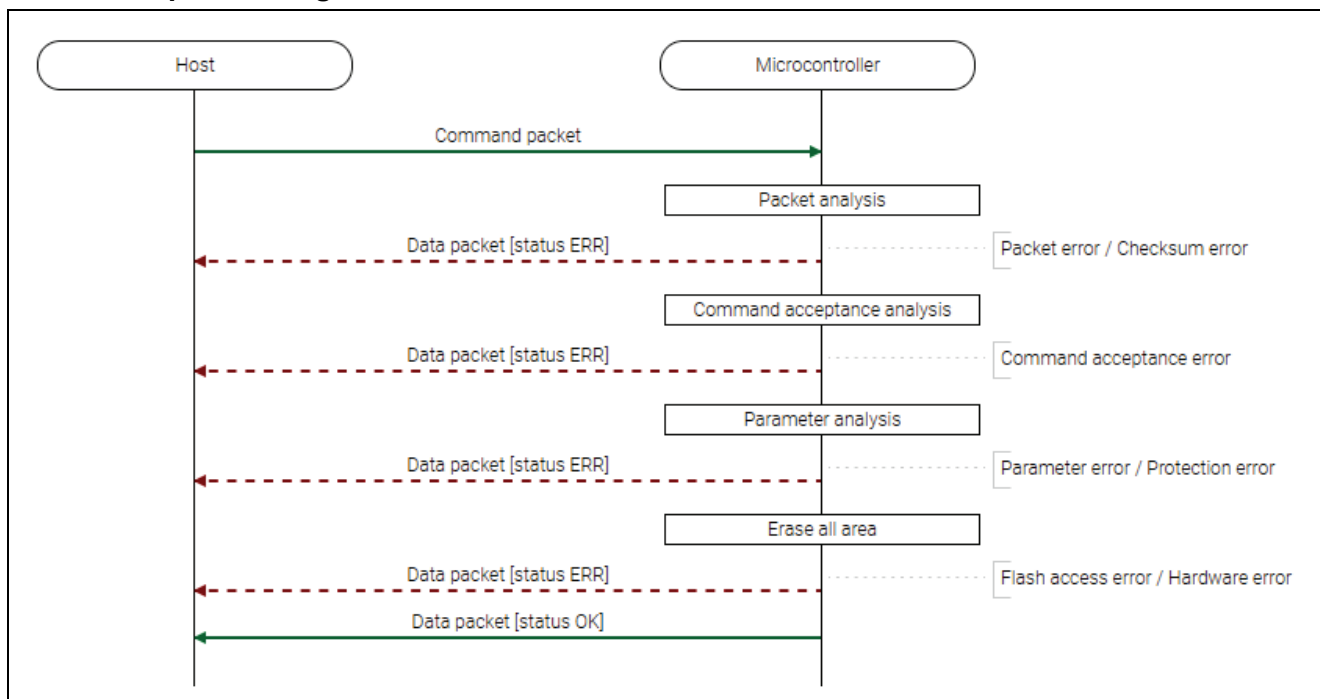 Host
Microcontroller
Command packet
Packet analysis
Data packet [status ERR]
Packet error / Checksum error
Command acceptance analysis
Data packet [status ERR]
Command acceptance error
Parameter analysis
Data packet [status ERR]
Parameter error / Protection error
Erase all area
Data packet [status ERR]
Flash access error / Hardware error
Data packet [status OK]